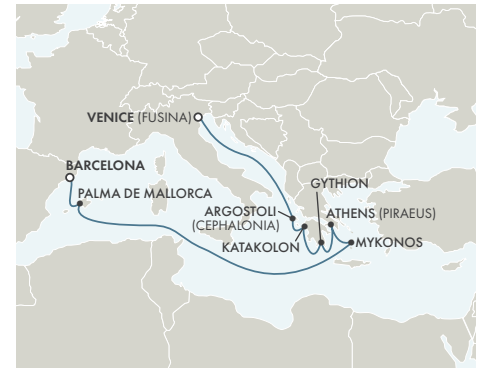 VENICE (FUSINA)
BARCELONA
PALMA DE MALLORCA
GYTHION
ARGOSTOLI
(CEPHALONIA)
ATHENS (PIRAEUS)
KATAKOLON
MYKONOS